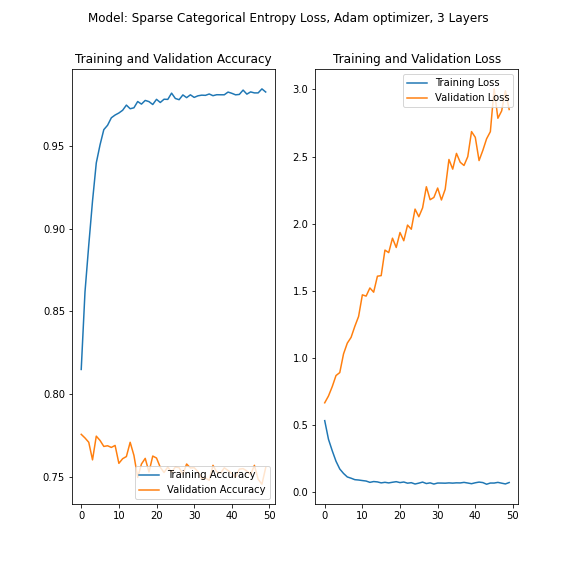 Model: Sparse Categorical Entropy Loss, Adam optimizer, 3 Layers
Training and Validation Accuracy
0.95
0.90
0.85
0.80
0.75
0 10 20 30 40 50
Training Accuracy
Validation Accuracy
Training and Validation Loss
3.0
2.5
2.0
1.5
1.0
0.5
0.0
0 10 20 30 40 50
Training Loss
Validation Loss